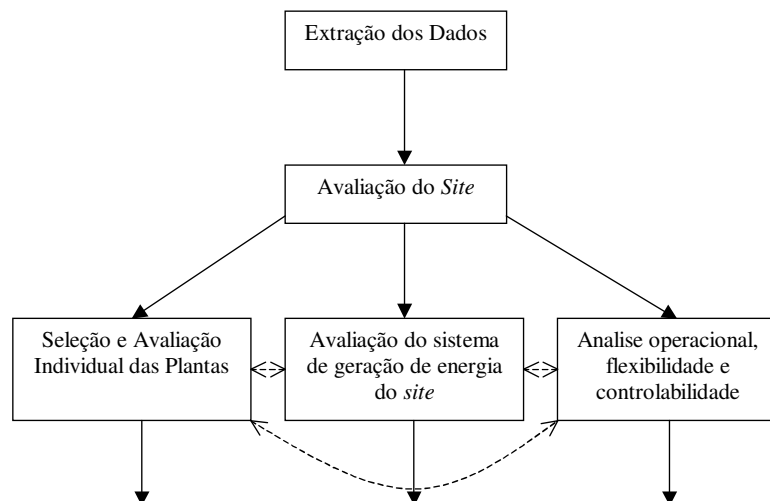 Extração dos Dados
Avaliação do Site
Seleção e Avaliação
Individual das Plantas
Avaliação do sistema
de geração de energia
do site
Analise operacional,
flexibilidade e
controlabilidade